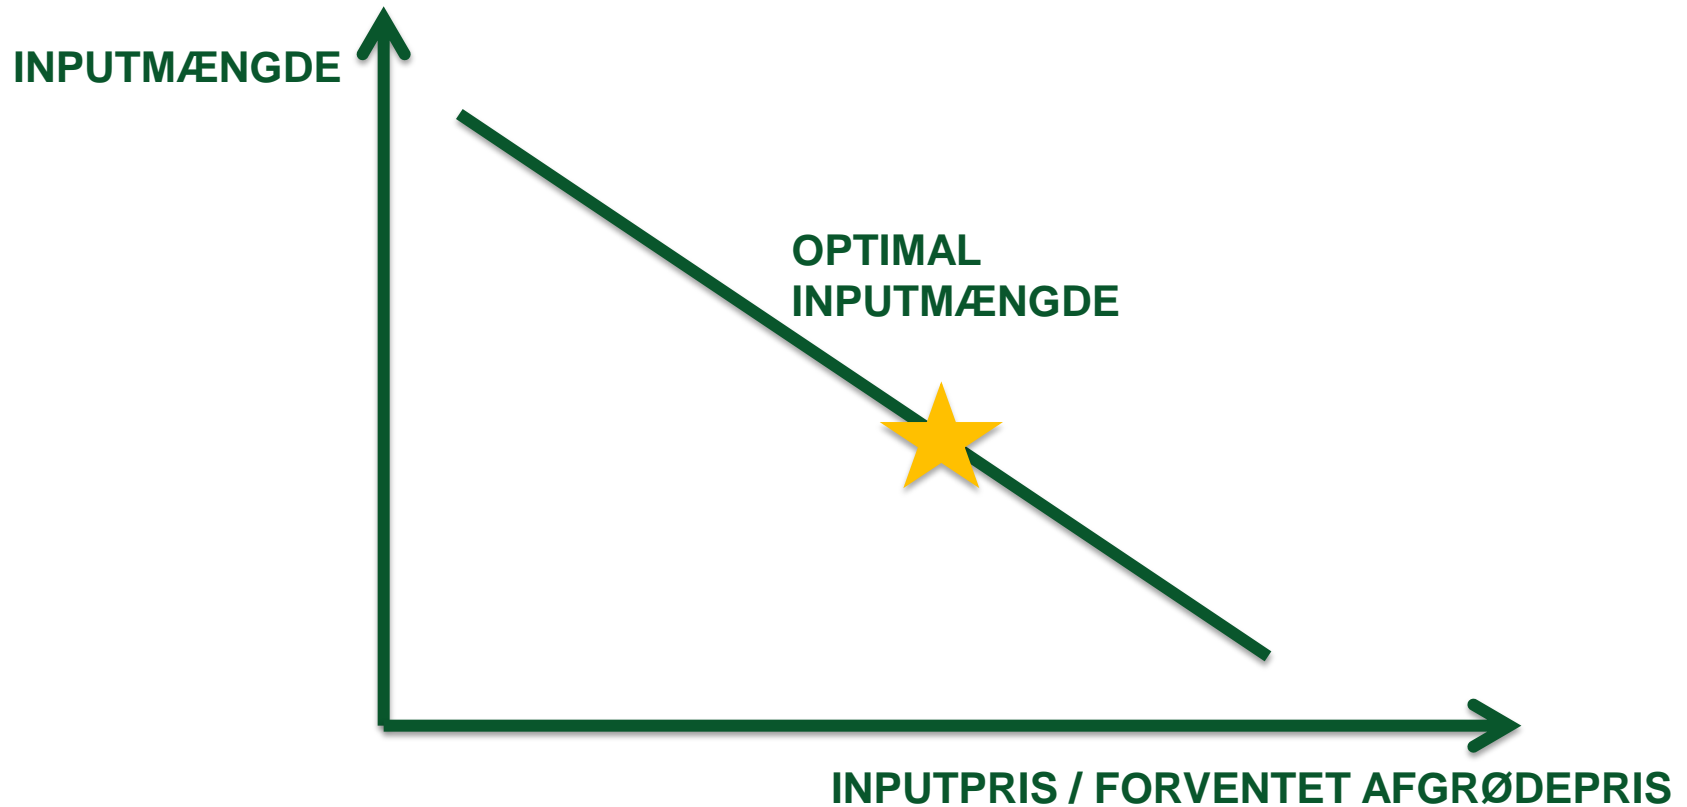 INPUTMÆNGDE
OPTIMAL
INPUTMÆNGDE
INPUTPRIS / FORVENTET AFGRØDEPRIS